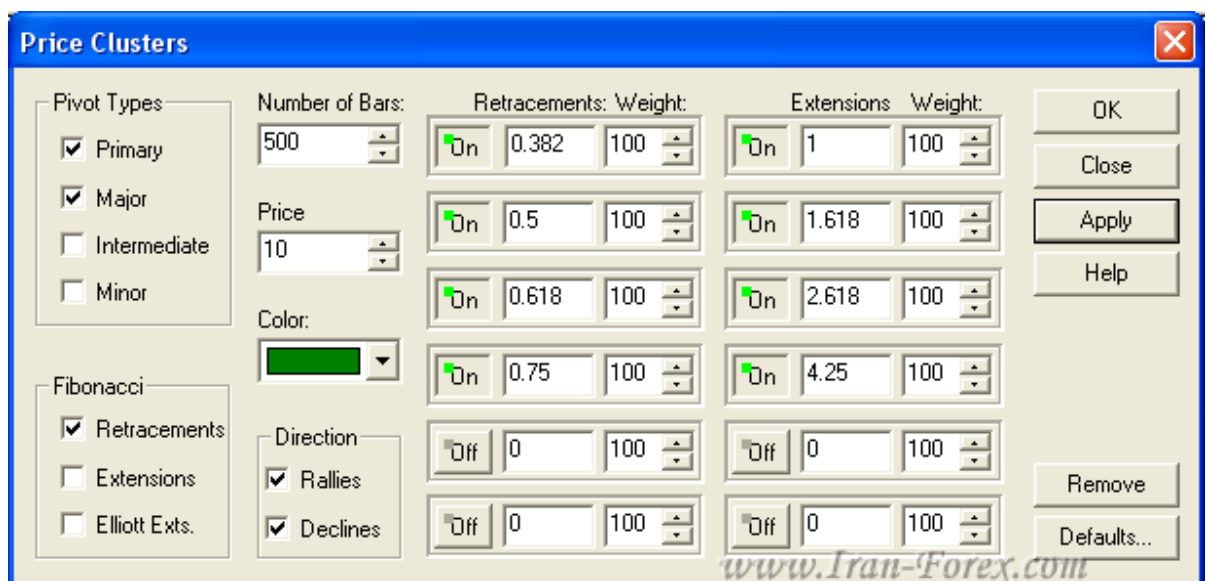 Price Clusters
Pivot Types
Primary
Major
Intermediate
Minor
Fibonacci
Retracements
Extensions
Elliott Exts.
Number of Bars:
500
Price
10
Color:
Direction
Rallies
Declines
Retracements: Weight:
On 0.382 100
On 0.5 100
On 0.618 100
On 0.75 100
Off 0 100
Off 0 100
Extensions Weight:
On 1 100
On 1.618 100
On 2.618 100
On 4.25 100
Off 0 100
Off 0 100
OK
Close
Apply
Help
Remove
Defaults...
www.Iran-Forex.com